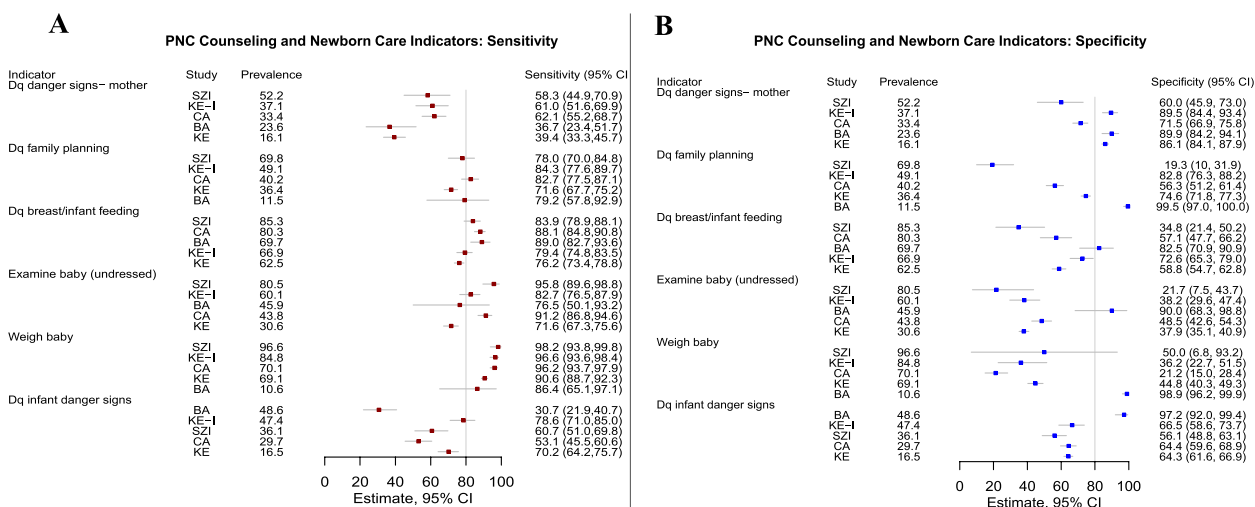 A
PNC Counseling and Newborn Care Indicators: Sensitivity
Indicator Study Prevalence Sensitivity (95% CI
Dq danger signs− mother
SZI 52.2 58.3 (44.9,70.9)
KE−I 37.1 61.0 (51.6,69.9)
CA 33.4 62.1 (55.2,68.7)
BA 23.6 36.7 (23.4,51.7)
KE 16.1 39.4 (33.3,45.7)
Dq family planning
SZI 69.8 78.0 (70.0,84.8)
KE−I 49.1 84.3 (77.6,89.7)
CA 40.2 82.7 (77.5,87.1)
KE 36.4 71.6 (67.7,75.2)
BA 11.5 79.2 (57.8,92.9)
Dq breast/infant feeding
SZI 85.3 83.9 (78.9,88.1)
CA 80.3 88.1 (84.8,90.8)
BA 69.7 89.0 (82.7,93.6)
KE−I 66.9 79.4 (74.8,83.5)
KE 62.5 76.2 (73.4,78.8)
Examine baby (undressed)
SZI 80.5 95.8 (89.6,98.8)
KE−I 60.1 82.7 (76.5,87.9)
BA 45.9 76.5 (50.1,93.2)
CA 43.8 91.2 (86.8,94.6)
KE 30.6 71.6 (67.3,75.6)
Weigh baby
SZI 96.6 98.2 (93.8,99.8)
KE−I 84.8 96.6 (93.6,98.4)
CA 70.1 96.2 (93.7,97.9)
KE 69.1 90.6 (88.7,92.3)
BA 10.6 86.4 (65.1,97.1)
Dq infant danger signs
BA 48.6 30.7 (21.9,40.7)
KE−I 47.4 78.6 (71.0,85.0)
SZI 36.1 60.7 (51.0,69.8)
CA 29.7 53.1 (45.5,60.6)
KE 16.5 70.2 (64.2,75.7)
0 20 40 60 80 100
Estimate, 95% CI
B
PNC Counseling and Newborn Care Indicators: Specificity
Indicator Study Prevalence Specificity (95% CI)
Dq danger signs− mother
SZI 52.2 60.0 (45.9, 73.0)
KE−I 37.1 89.5 (84.4, 93.4)
CA 33.4 71.5 (66.9, 75.8)
BA 23.6 89.9 (84.2, 94.1)
KE 16.1 86.1 (84.1, 87.9)
Dq family planning
SZI 69.8 19.3 (10, 31.9)
KE−I 49.1 82.8 (76.3, 88.2)
CA 40.2 56.3 (51.2, 61.4)
KE 36.4 74.6 (71.8, 77.3)
BA 11.5 99.5 (97.0, 100.0)
Dq breast/infant feeding
SZI 85.3 34.8 (21.4, 50.2)
CA 80.3 57.1 (47.7, 66.2)
BA 69.7 82.5 (70.9, 90.9)
KE−I 66.9 72.6 (65.3, 79.0)
KE 62.5 58.8 (54.7, 62.8)
Examine baby (undressed)
SZI 80.5 21.7 (7.5, 43.7)
KE−I 60.1 38.2 (29.6, 47.4)
BA 45.9 90.0 (68.3, 98.8)
CA 43.8 48.5 (42.6, 54.3)
KE 30.6 37.9 (35.1, 40.9)
Weigh baby
SZI 96.6 50.0 (6.8, 93.2)
KE−I 84.8 36.2 (22.7, 51.5)
CA 70.1 21.2 (15.0, 28.4)
KE 69.1 44.8 (40.3, 49.3)
BA 10.6 98.9 (96.2, 99.9)
Dq infant danger signs
BA 48.6 97.2 (92.0, 99.4)
KE−I 47.4 66.5 (58.6, 73.7)
SZI 36.1 56.1 (48.8, 63.1)
CA 29.7 64.4 (59.6, 68.9)
KE 16.5 64.3 (61.6, 66.9)
0 20 40 60 80 100
Estimate, 95% CI